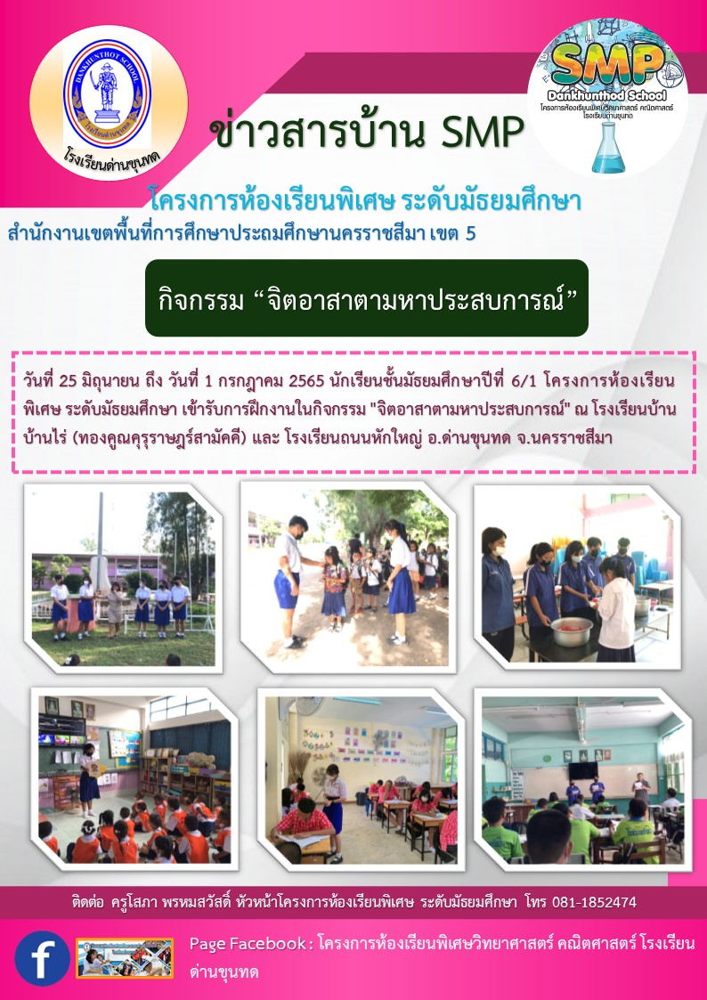 DANKHUNTHOT SCHOOL
โรงเรียนด่านขุนทด
โรงเรียนด่านขุนทด
SMP
Dankhunthod School
โครงการห้องเรียนพิเศษวิทยาศาสตร์ คณิตศาสตร์
โรงเรียนด่านขุนทด
ข่าวสารบ้าน SMP
โครงการห้องเรียนพิเศษ ระดับมัธยมศึกษา
สำนักงานเขตพื้นที่การศึกษาประถมศึกษานครราชสีมา เขต 5
กิจกรรม “จิตอาสาตามหาประสบการณ์”
วันที่ 25 มิถุนายน ถึง วันที่ 1 กรกฎาคม 2565 นักเรียนชั้นมัธยมศึกษาปีที่ 6/1 โครงการห้องเรียน
พิเศษ ระดับมัธยมศึกษา เข้ารับการฝึกงานในกิจกรรม "จิตอาสาตามหาประสบการณ์" ณ โรงเรียนบ้าน
บ้านไร่ (ทองคูณคุรุราษฎร์สามัคคี) และ โรงเรียนถนนหักใหญ่ อ.ด่านขุนทด จ.นครราชสีมา
ติดต่อ ครูโสภา พรหมสวัสดิ์ หัวหน้าโครงการห้องเรียนพิเศษ ระดับมัธยมศึกษา โทร 081-1852474
Page Facebook : โครงการห้องเรียนพิเศษวิทยาศาสตร์ คณิตศาสตร์ โรงเรียน
ด่านขุนทด